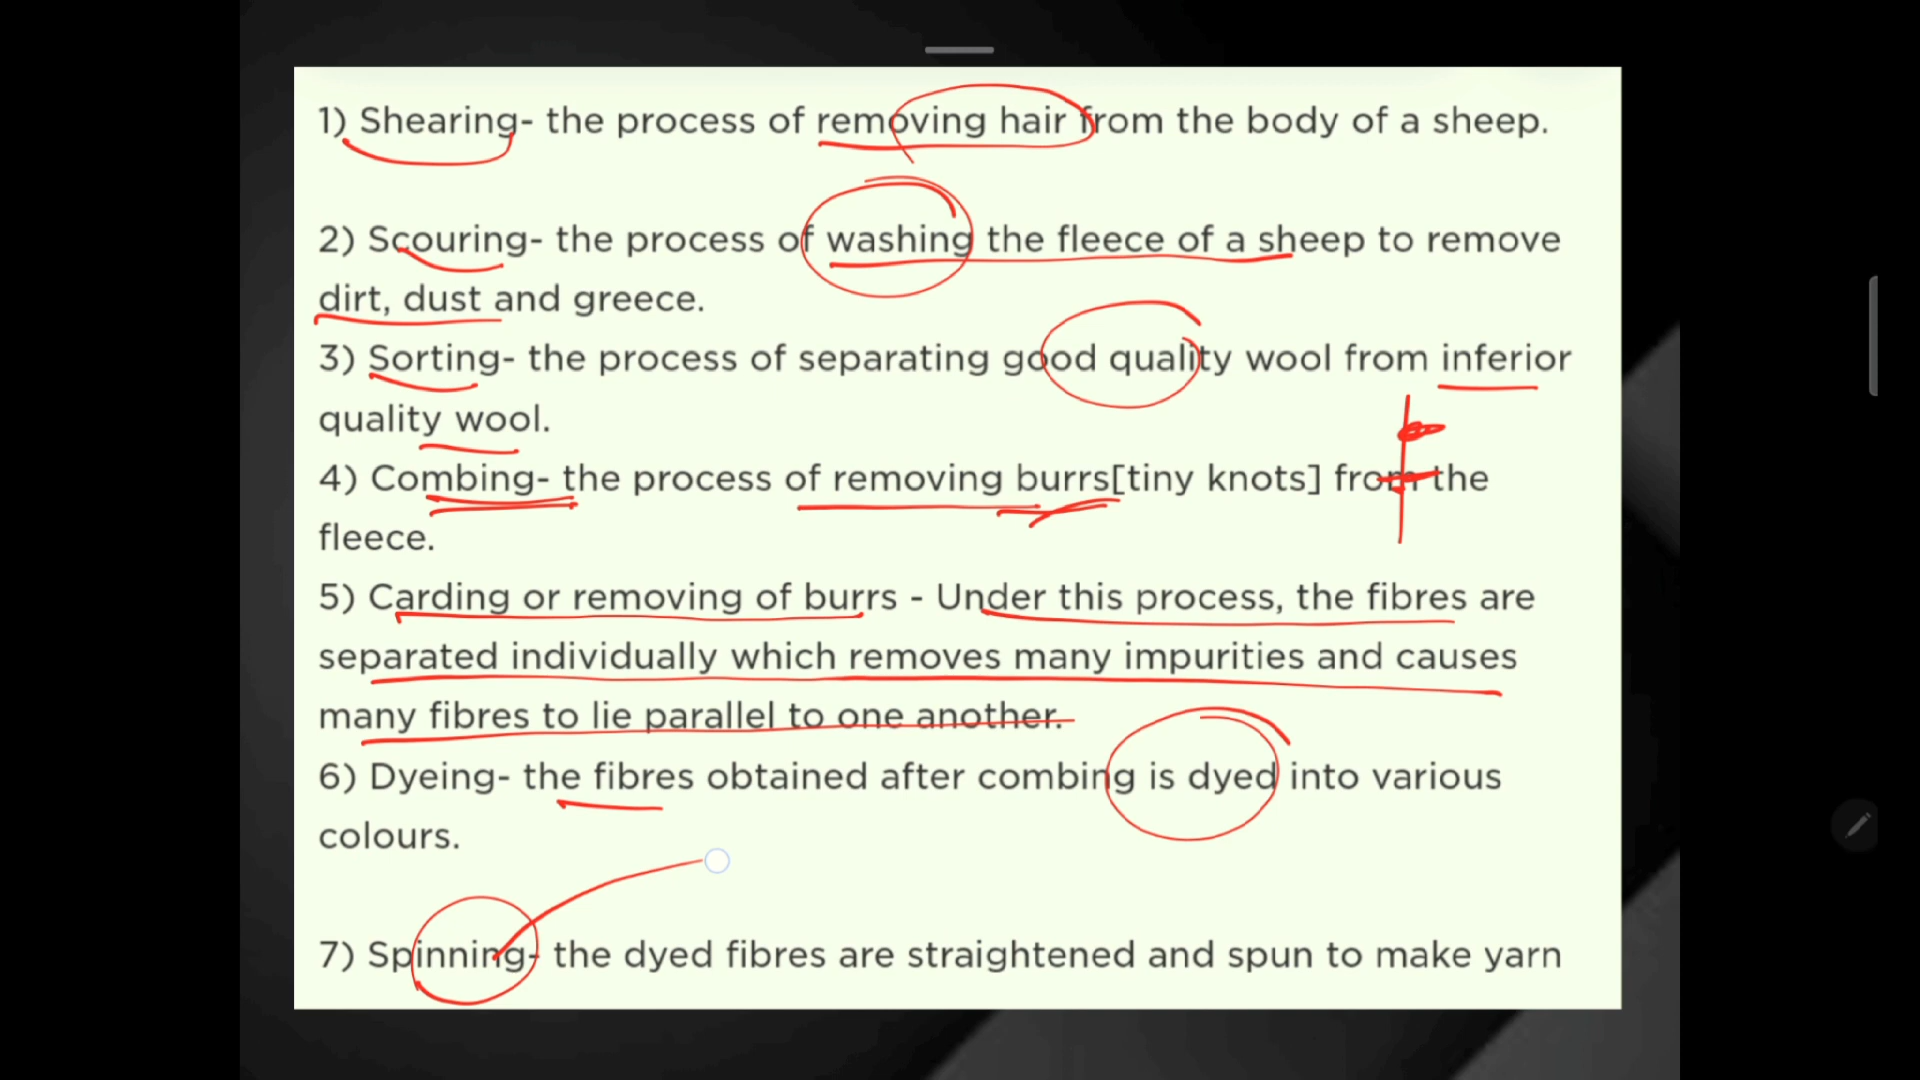 1) Shearing- the process of removing hair from the body of a sheep.
2) Scouring- the process of washing the fleece of a sheep to remove
dirt, dust and greece.
3) Sorting- the process of separating good quality wool from inferior
quality wool.
4) Combing- the process of removing burrs[tiny knots] from the
fleece.
5) Carding or removing of burrs - Under this process, the fibres are
separated individually which removes many impurities and causes
many fibres to lie parallel to one another.
6) Dyeing- the fibres obtained after combing is dyed into various
colours.
7) Spinning- the dyed fibres are straightened and spun to make yarn